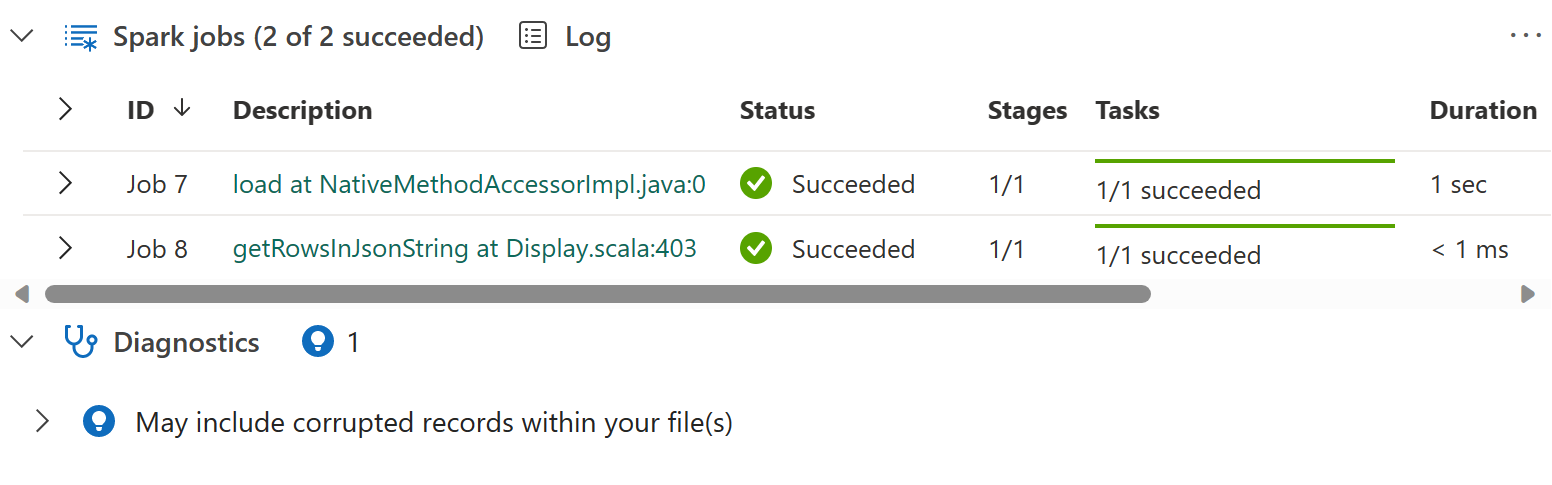 Spark jobs (2 of 2 succeeded) Log
ID Description Status Stages Tasks Duration
Job 7 load at NativeMethodAccessorImpl.java:0 Succeeded 1/1 1/1 succeeded 1 sec
Job 8 getRowsInJsonString at Display.scala:403 Succeeded 1/1 1/1 succeeded < 1 ms
Diagnostics 1
May include corrupted records within your file(s)